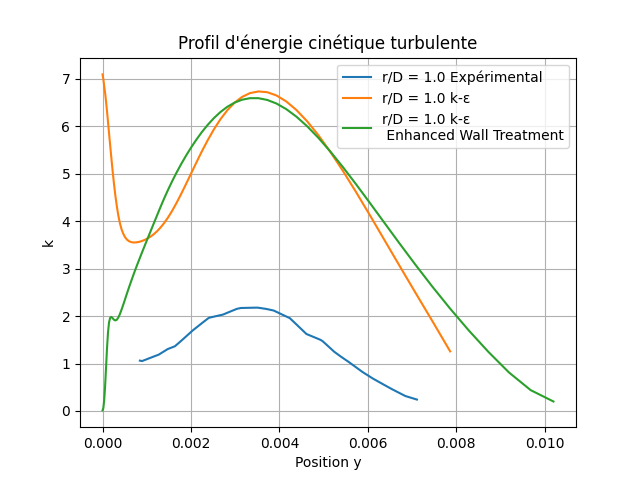 Profil d'énergie cinétique turbulente
r/D = 1.0 Expérimental
r/D = 1.0 k-ε
r/D = 1.0 k-ε
Enhanced Wall Treatment
k
7
6
5
4
3
2
1
0
0.000 0.002 0.004 0.006 0.008 0.010
Position y